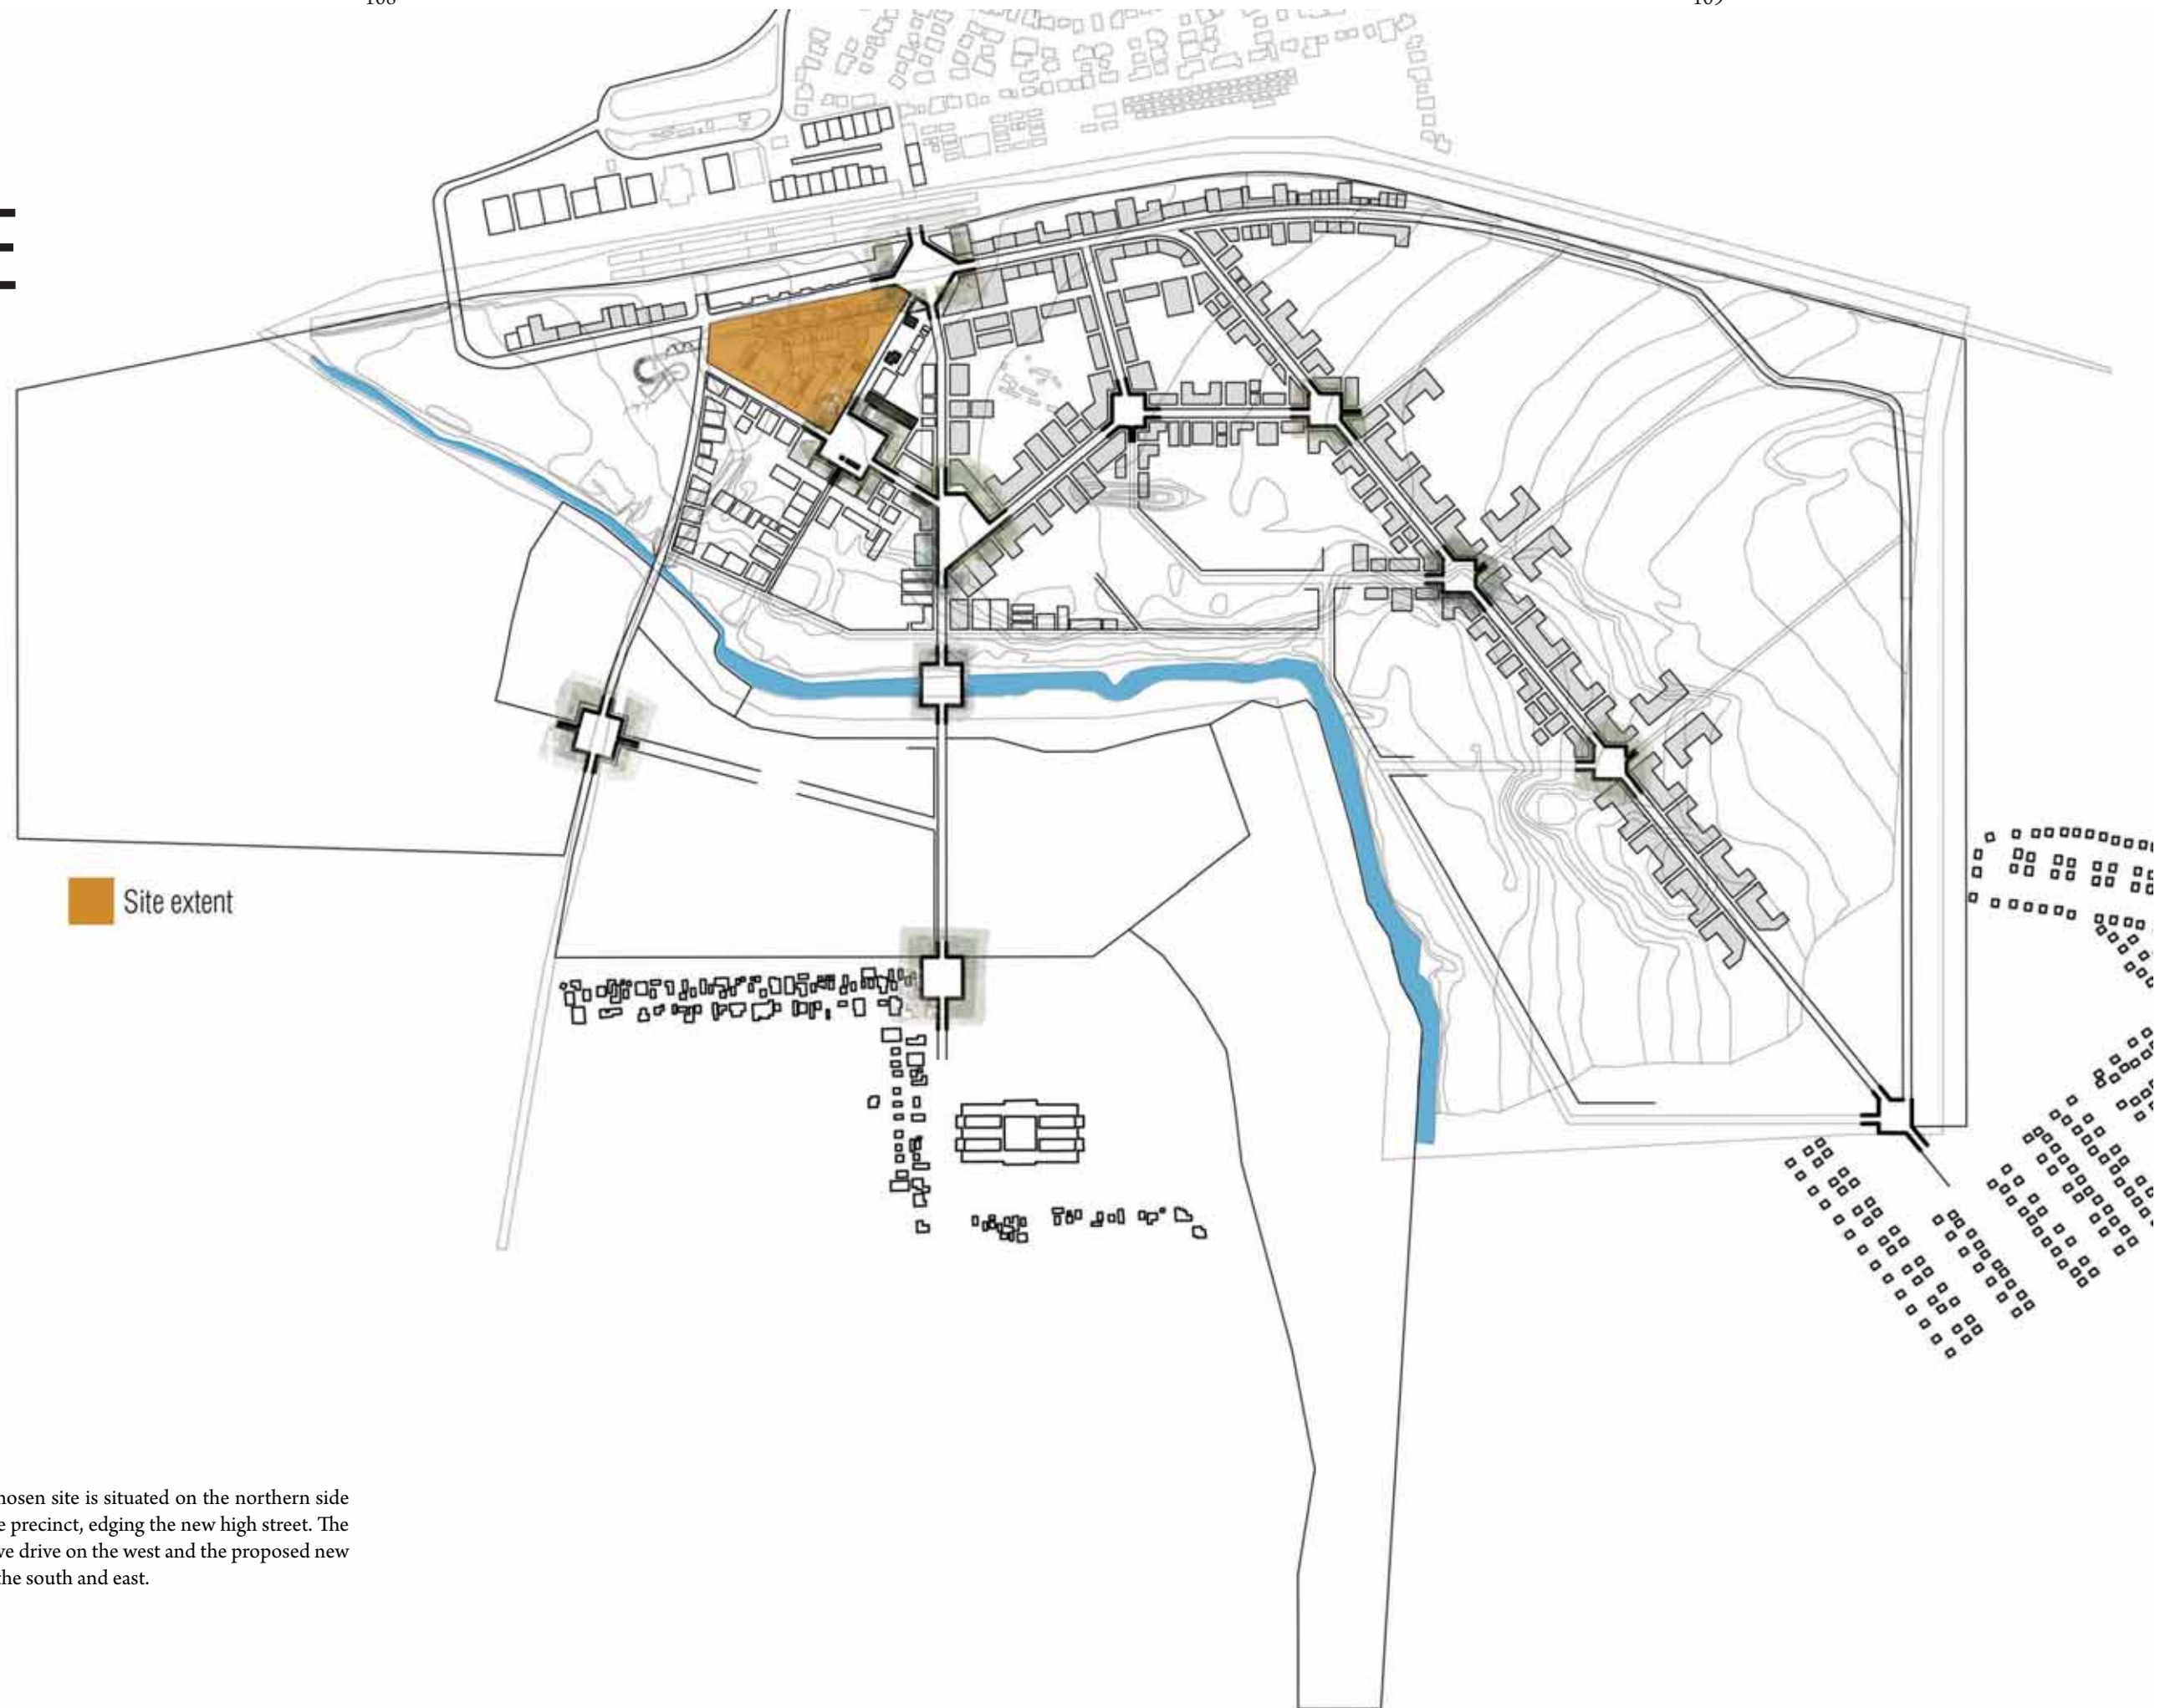 Site extent
hosen site is situated on the northern side
e precinct, edging the new high street. The
ve drive on the west and the proposed new
the south and east.